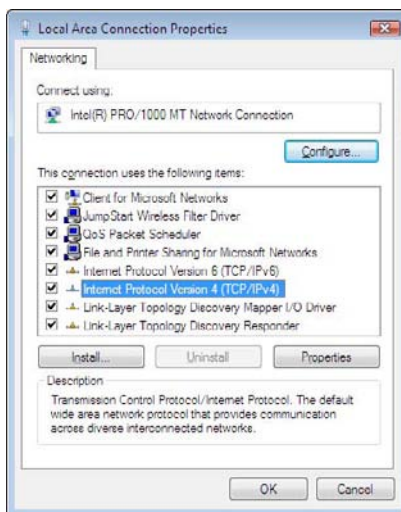 Local Area Connection Properties
Networking
Connect using:
Intel(R) PRO/1000 MT Network Connection
Configure...
This connection uses the following items:
Client for Microsoft Networks
JumpStart Wireless Filter Driver
QoS Packet Scheduler
File and Printer Sharing for Microsoft Networks
Internet Protocol Version 6 (TCP/IPv6)
Internet Protocol Version 4 (TCP/IPv4)
Link-Layer Topology Discovery Mapper I/O Driver
Link-Layer Topology Discovery Responder
Install...
Uninstall
Properties
Description
Transmission Control Protocol/Internet Protocol. The default
wide area network protocol that provides communication
across diverse interconnected networks.
OK
Cancel